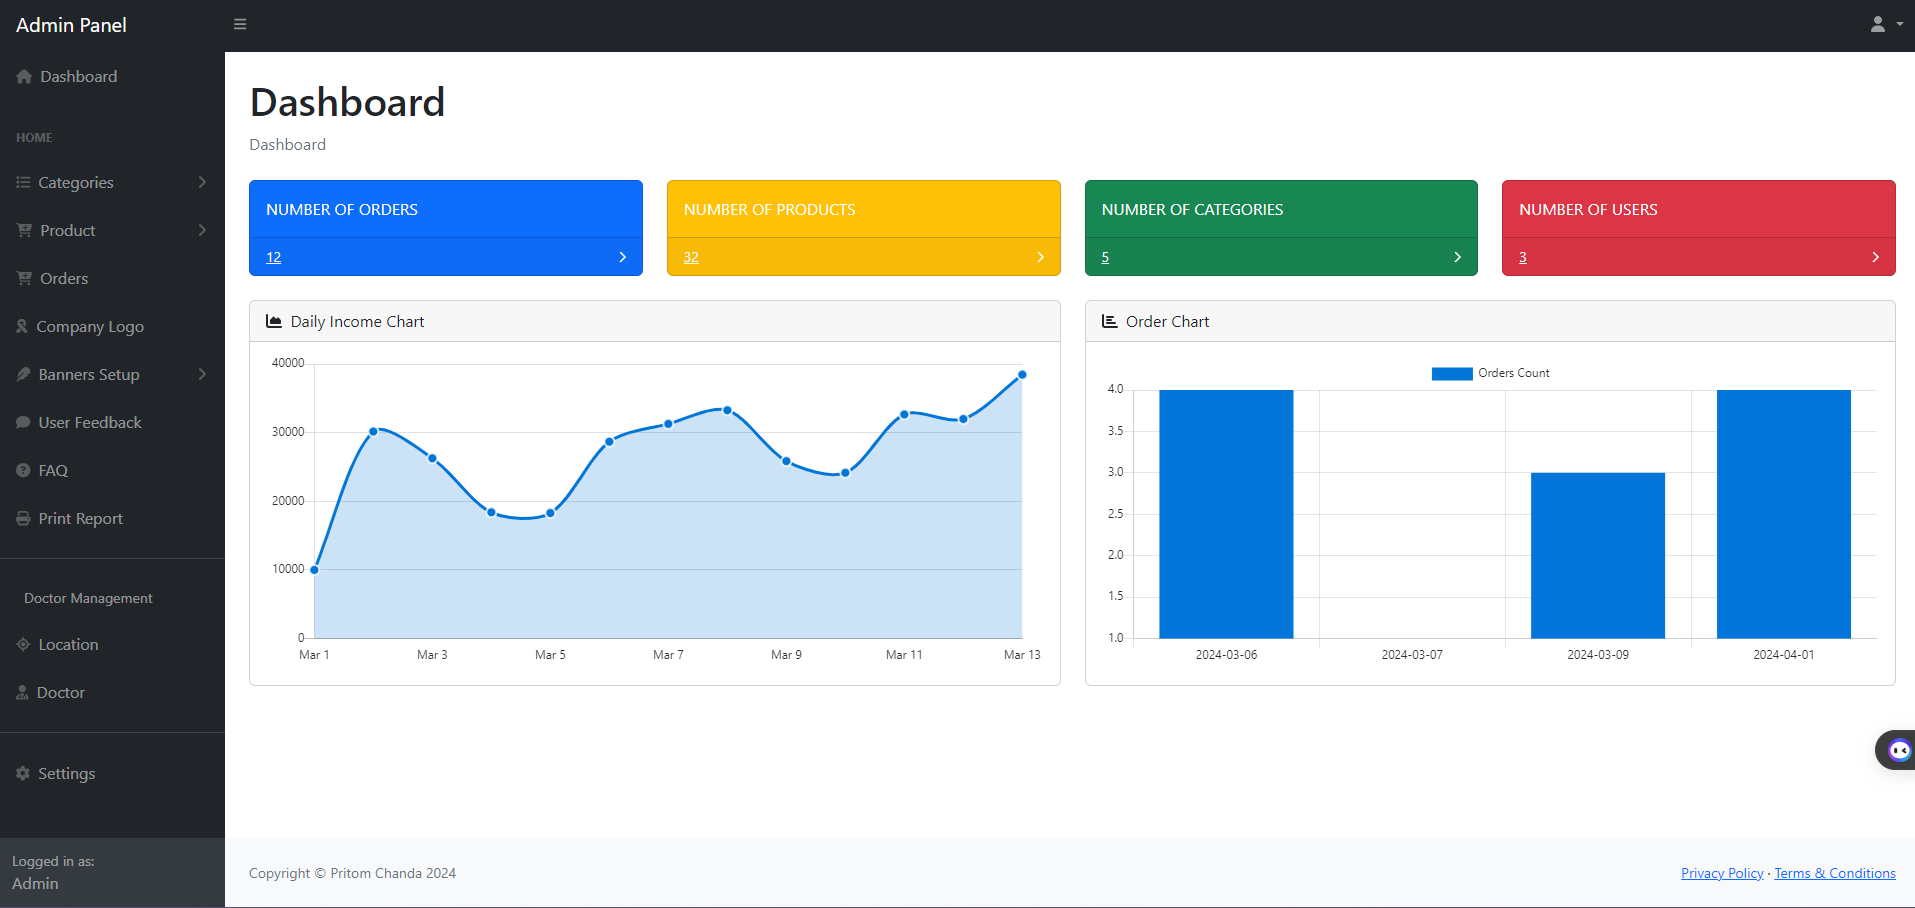 Admin Panel
Dashboard
HOME
Categories
Product
Orders
Company Logo
Banners Setup
User Feedback
FAQ
Print Report
Doctor Management
Location
Doctor
Settings
Logged in as:
Admin
Dashboard
Dashboard
NUMBER OF ORDERS
12
NUMBER OF PRODUCTS
32
NUMBER OF CATEGORIES
5
NUMBER OF USERS
3
Daily Income Chart
40000
30000
20000
10000
0
Mar 1 Mar 3 Mar 5 Mar 7 Mar 9 Mar 11 Mar 13
Order Chart
Orders Count
4.0
3.5
3.0
2.5
2.0
1.5
1.0
2024-03-06 2024-03-07 2024-03-09 2024-04-01
Copyright © Pritom Chanda 2024
Privacy Policy · Terms & Conditions